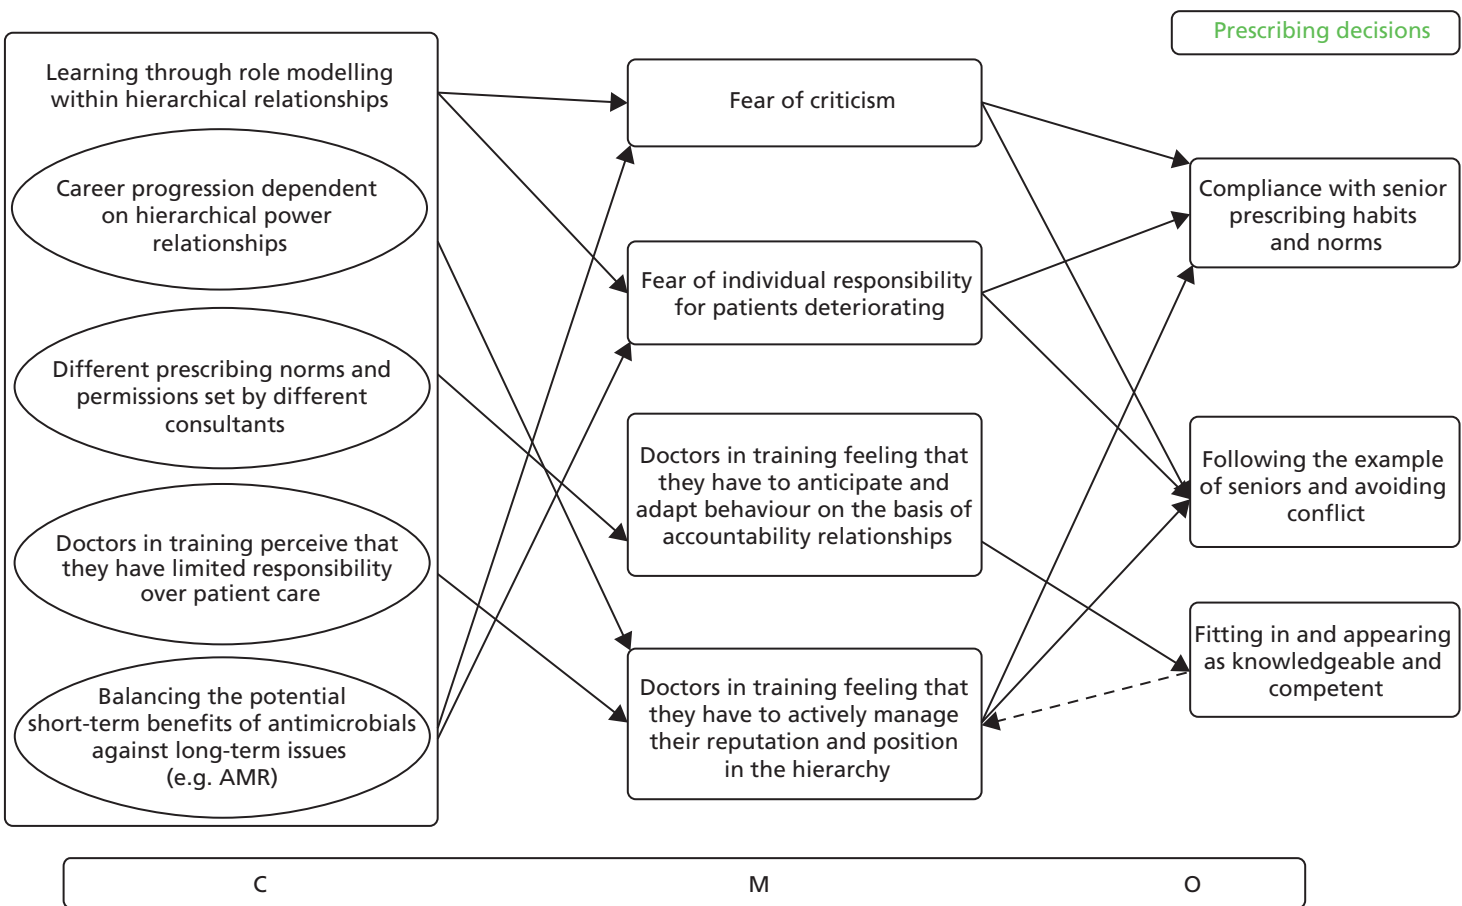 Prescribing decisions
Learning through role modelling
within hierarchical relationships
Career progression dependent
on hierarchical power
relationships
Different prescribing norms and
permissions set by different
consultants
Doctors in training perceive that
they have limited responsibility
over patient care
Balancing the potential
short-term benefits of antimicrobials
against long-term issues
(e.g. AMR)
Fear of criticism
Fear of individual responsibility
for patients deteriorating
Doctors in training feeling that
they have to anticipate and
adapt behaviour on the basis of
accountability relationships
Doctors in training feeling that
they have to actively manage
their reputation and position
in the hierarchy
Compliance with senior
prescribing habits
and norms
Following the example
of seniors and avoiding
conflict
Fitting in and appearing
as knowledgeable and
competent
C
M
O